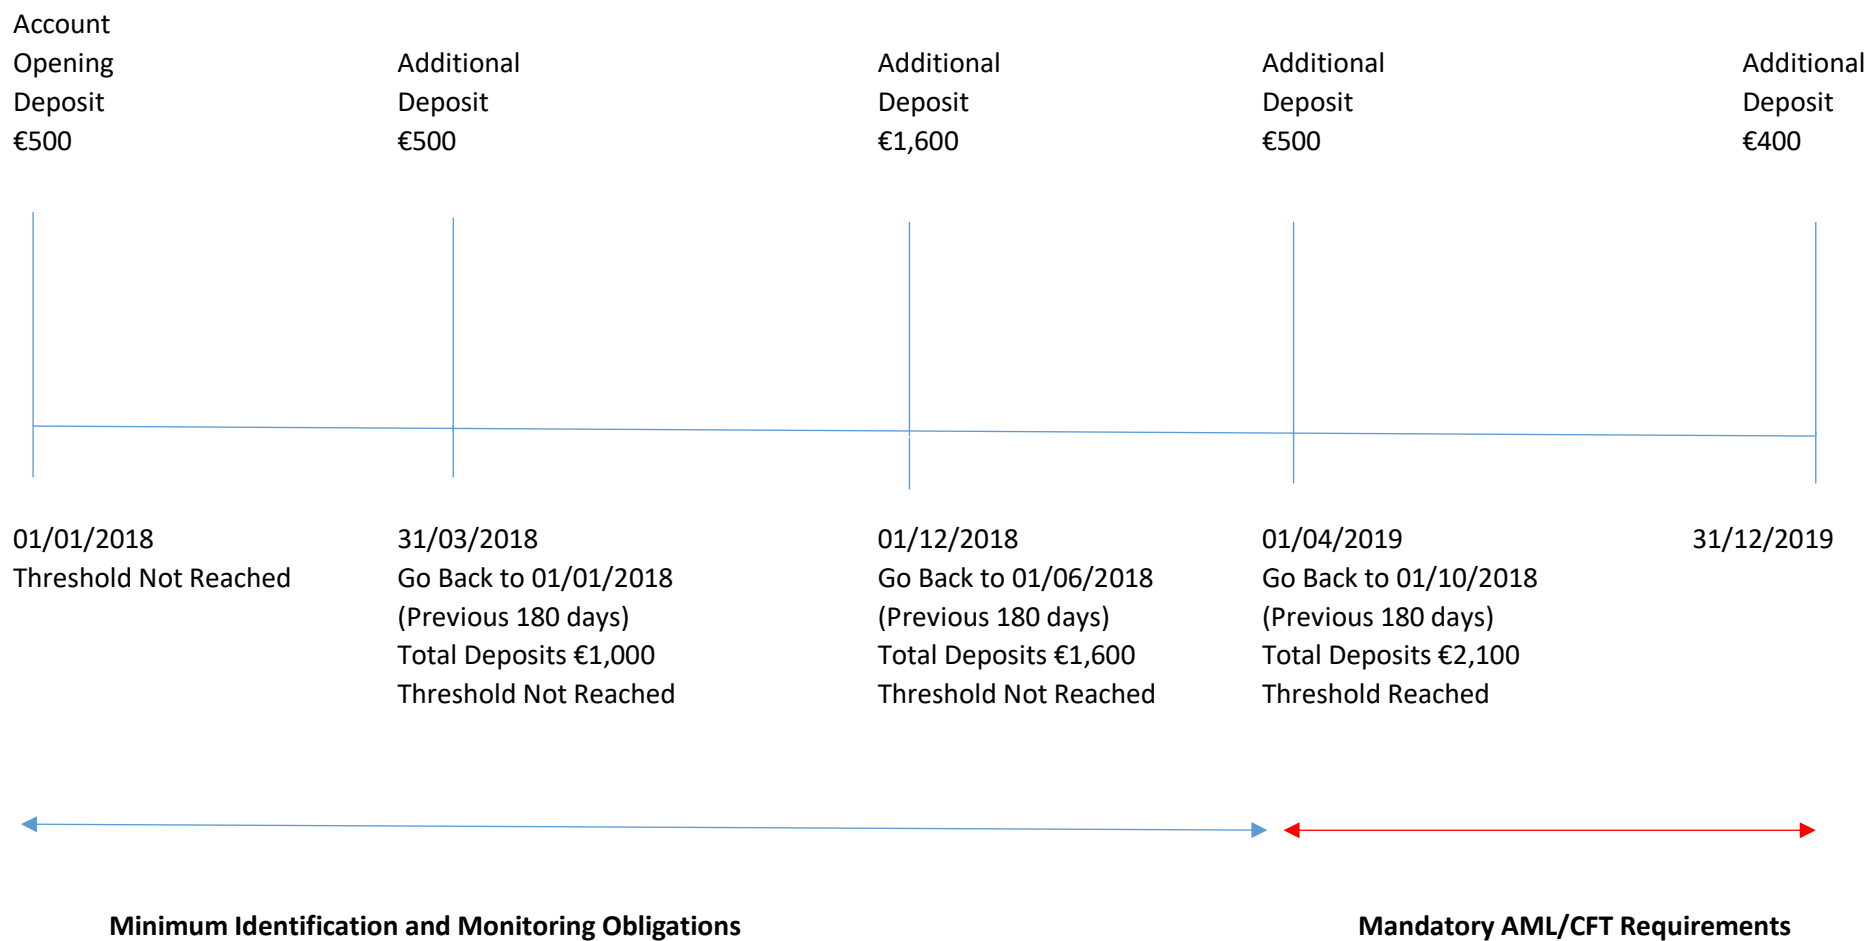 Account
Opening
Deposit
€500
Additional
Deposit
€500
Additional
Deposit
€1,600
Additional
Deposit
€500
Additional
Deposit
€400
01/01/2018
Threshold Not Reached
31/03/2018
Go Back to 01/01/2018
(Previous 180 days)
Total Deposits €1,000
Threshold Not Reached
01/12/2018
Go Back to 01/06/2018
(Previous 180 days)
Total Deposits €1,600
Threshold Not Reached
01/04/2019
Go Back to 01/10/2018
(Previous 180 days)
Total Deposits €2,100
Threshold Reached
31/12/2019
Minimum Identification and Monitoring Obligations
Mandatory AML/CFT Requirements